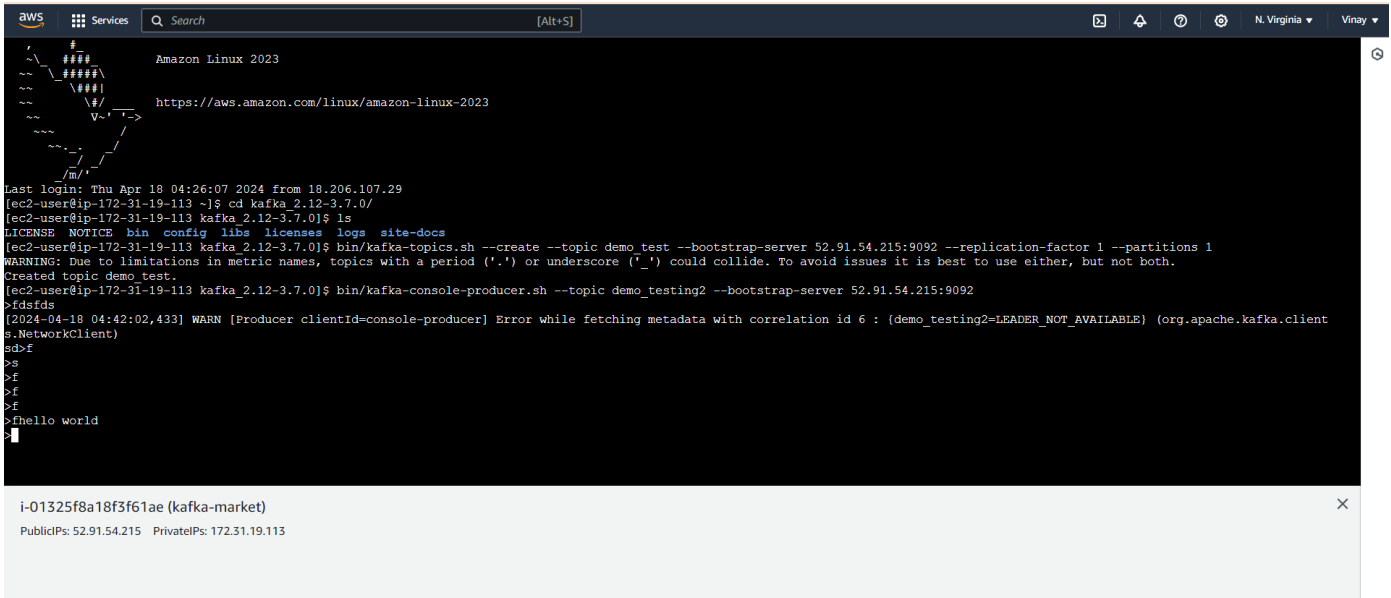 aws Services Search [Alt+S] N. Virginia Vinay
   ,     #_
   ~\_  ####_        Amazon Linux 2023
  ~~  \_#####\
  ~~     \###|
  ~~       \#/ ___   https://aws.amazon.com/linux/amazon-linux-2023
   ~~       V~' '->
    ~~~         /
      ~~._.   _/
         _/ _/
       _/m/'
Last login: Thu Apr 18 04:26:07 2024 from 18.206.107.29
[ec2-user@ip-172-31-19-113 ~]$ cd kafka_2.12-3.7.0/
[ec2-user@ip-172-31-19-113 kafka_2.12-3.7.0]$ ls
LICENSE  NOTICE  bin  config  libs  licenses  logs  site-docs
[ec2-user@ip-172-31-19-113 kafka_2.12-3.7.0]$ bin/kafka-topics.sh --create --topic demo_test --bootstrap-server 52.91.54.215:9092 --replication-factor 1 --partitions 1
WARNING: Due to limitations in metric names, topics with a period ('.') or underscore ('_') could collide. To avoid issues it is best to use either, but not both.
Created topic demo_test.
[ec2-user@ip-172-31-19-113 kafka_2.12-3.7.0]$ bin/kafka-console-producer.sh --topic demo_testing2 --bootstrap-server 52.91.54.215:9092
>fdsfds
[2024-04-18 04:42:02,433] WARN [Producer clientId=console-producer] Error while fetching metadata with correlation id 6 : {demo_testing2=LEADER_NOT_AVAILABLE} (org.apache.kafka.client
s.NetworkClient)
sd>f
>s
>f
>f
>f
>fhello world
>
i-01325f8a18f3f61ae (kafka-market)
PublicIPs: 52.91.54.215 PrivateIPs: 172.31.19.113